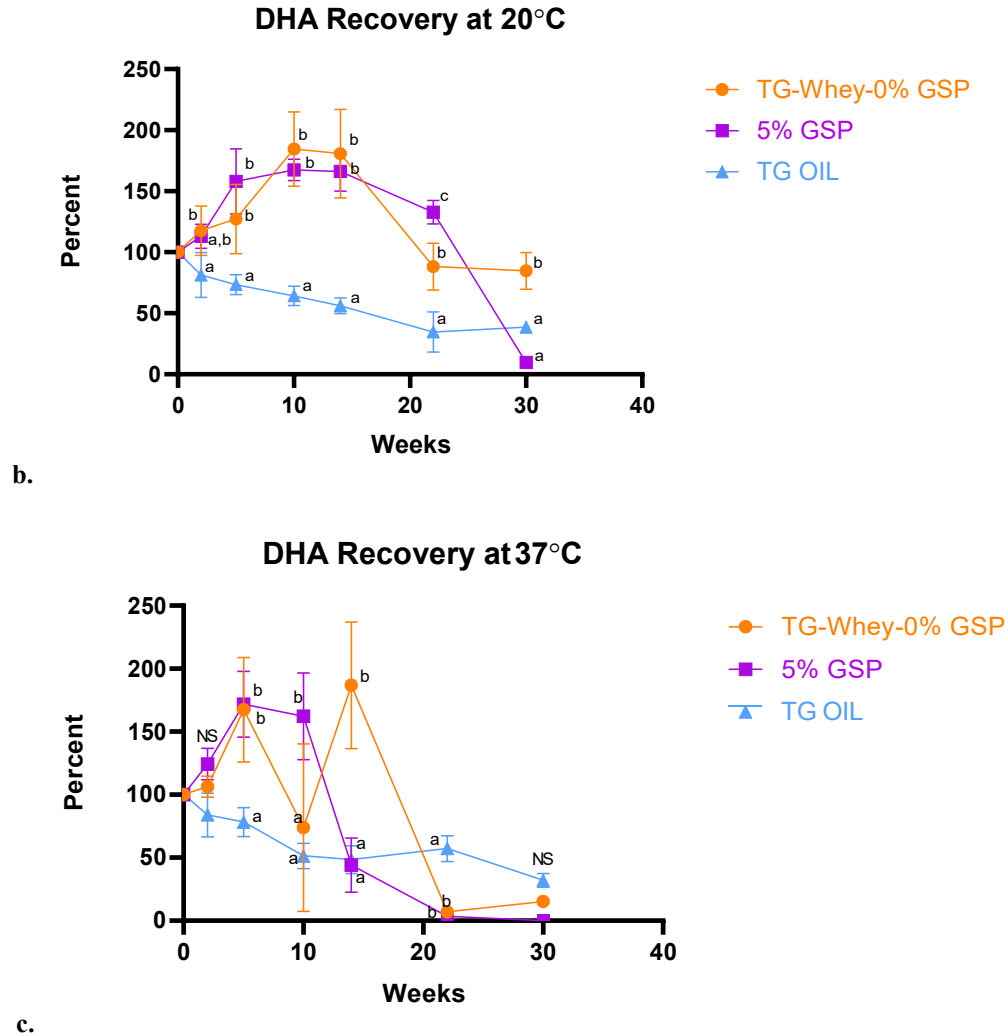 DHA Recovery at 20°C
250
200
150
100
50
0
Percent
b
a,b
a
b
b
a
b
b
a
b
b
a
c
b
a
b
a
a
0
10
20
30
40
Weeks
TG-Whey-0% GSP
5% GSP
TG OIL
b.
DHA Recovery at 37°C
250
200
150
100
50
0
Percent
NS
b
b
a
b
a
a
b
a
a
a
b
b
NS
0
10
20
30
40
Weeks
TG-Whey-0% GSP
5% GSP
TG OIL
c.